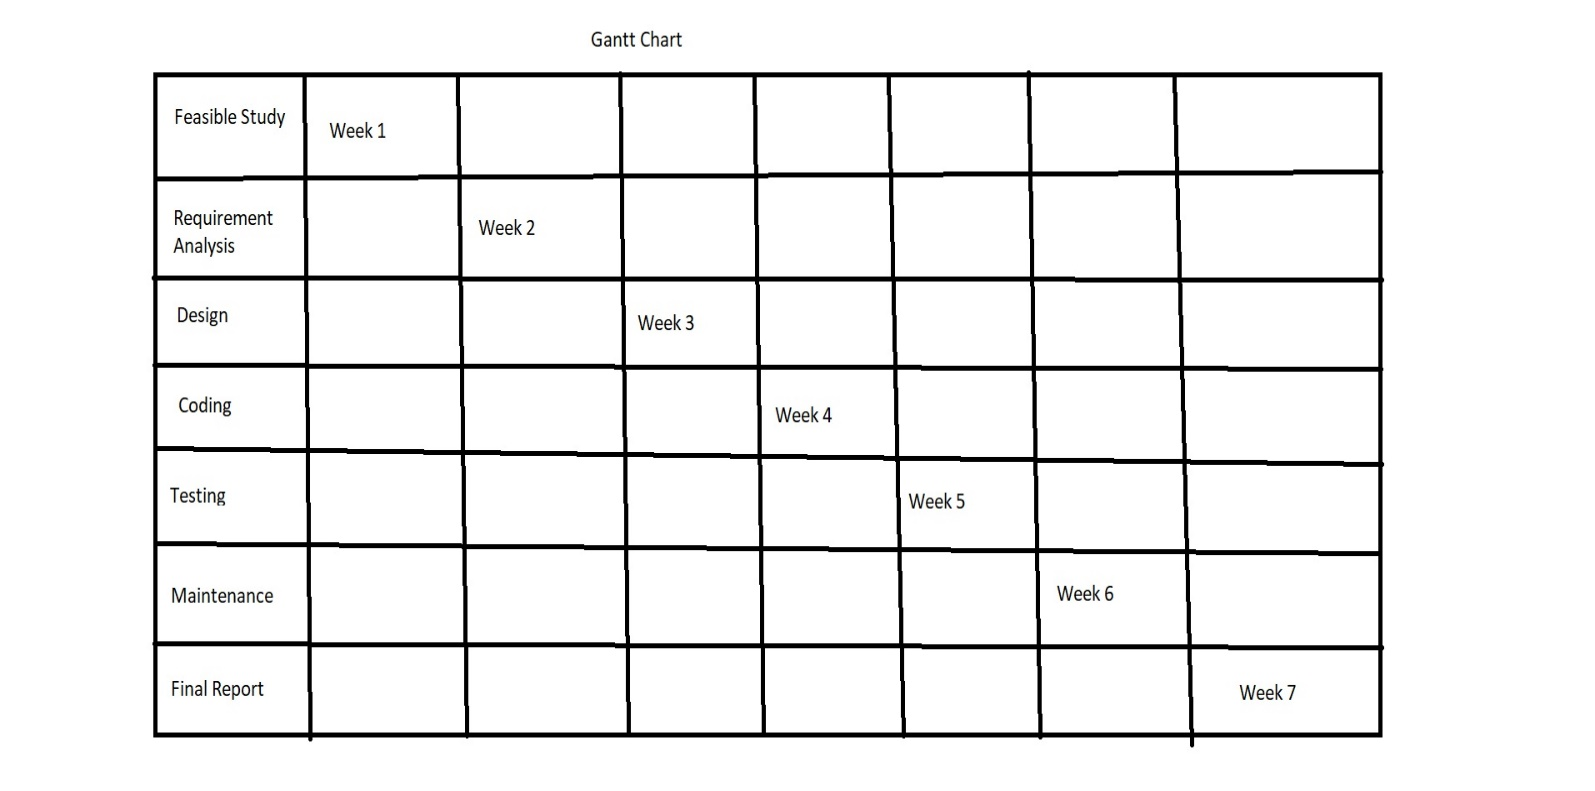 Gantt Chart
Feasible Study
Week 1
Requirement
Analysis
Week 2
Design
Week 3
Coding
Week 4
Testing
Week 5
Maintenance
Week 6
Final Report
Week 7